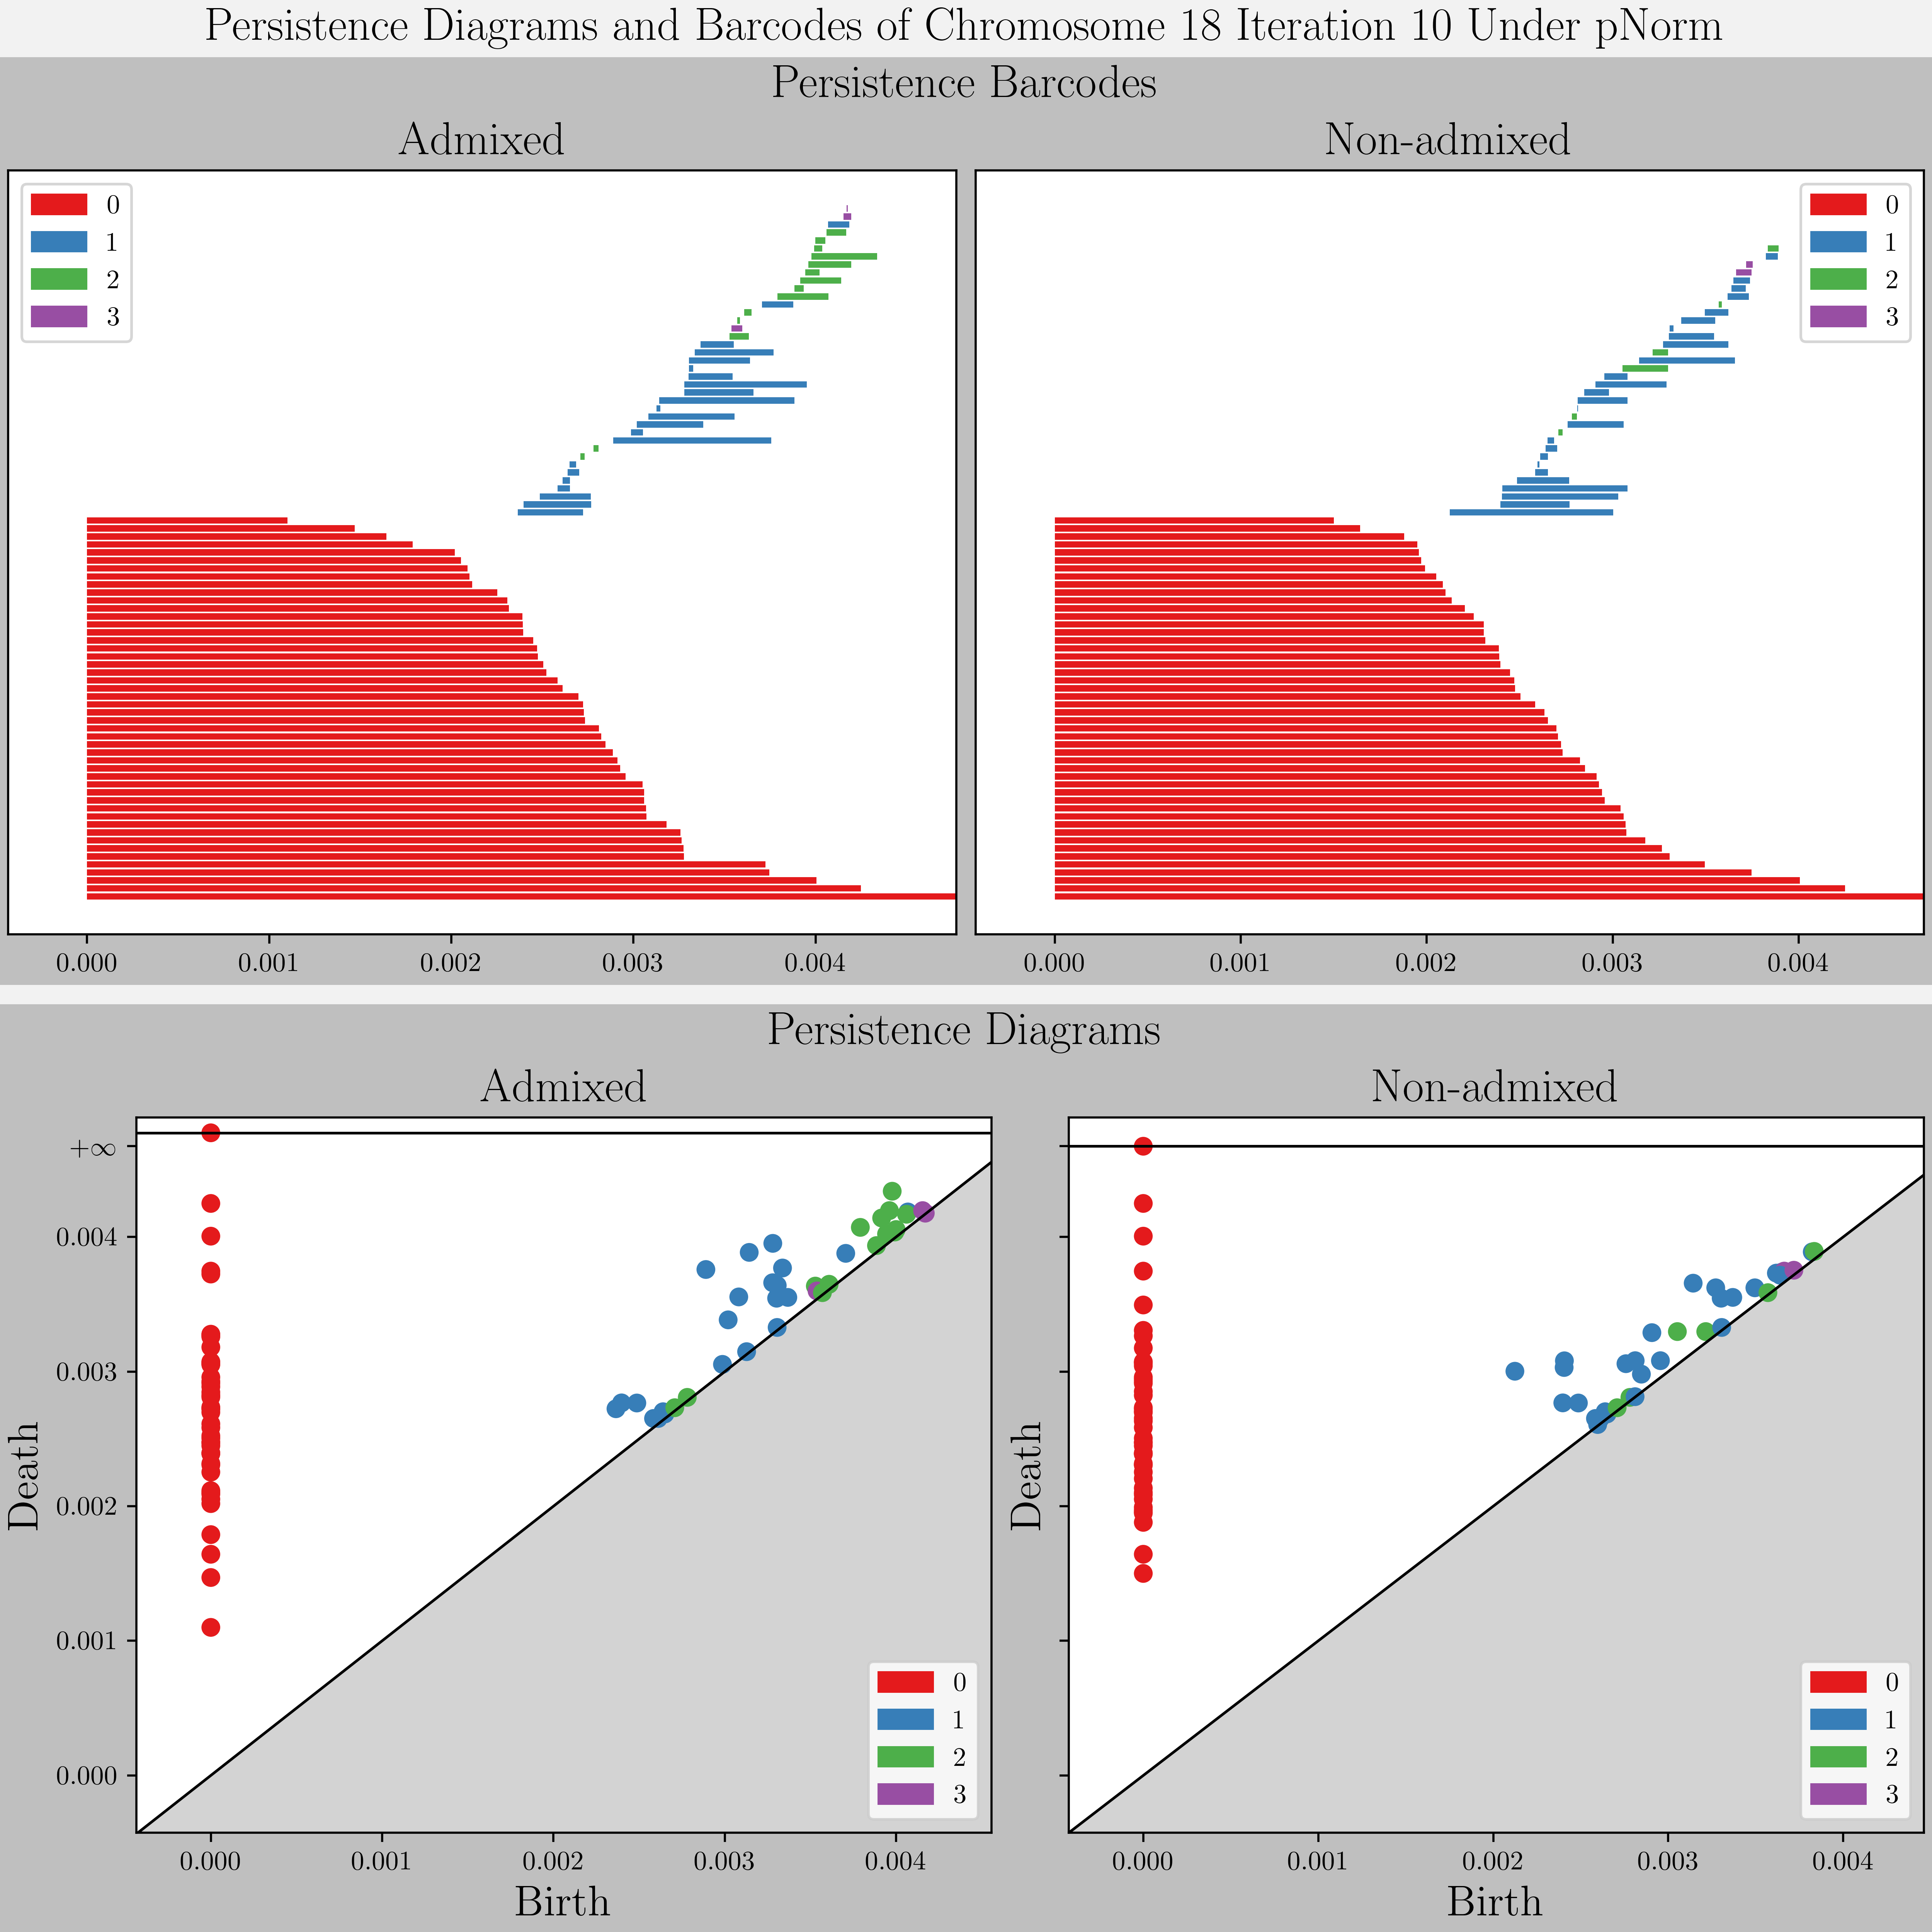 Persistence Diagrams and Barcodes of Chromosome 18 Iteration 10 Under pNorm
Persistence Barcodes
Admixed
Non-admixed
0
1
2
3
0
1
2
3
0.000 0.001 0.002 0.003 0.004
0.000 0.001 0.002 0.003 0.004
Persistence Diagrams
Admixed
Non-admixed
+∞
0.004
0.003
0.002
0.001
0.000
Death
Death
0
1
2
3
0
1
2
3
0.000 0.001 0.002 0.003 0.004
0.000 0.001 0.002 0.003 0.004
Birth
Birth